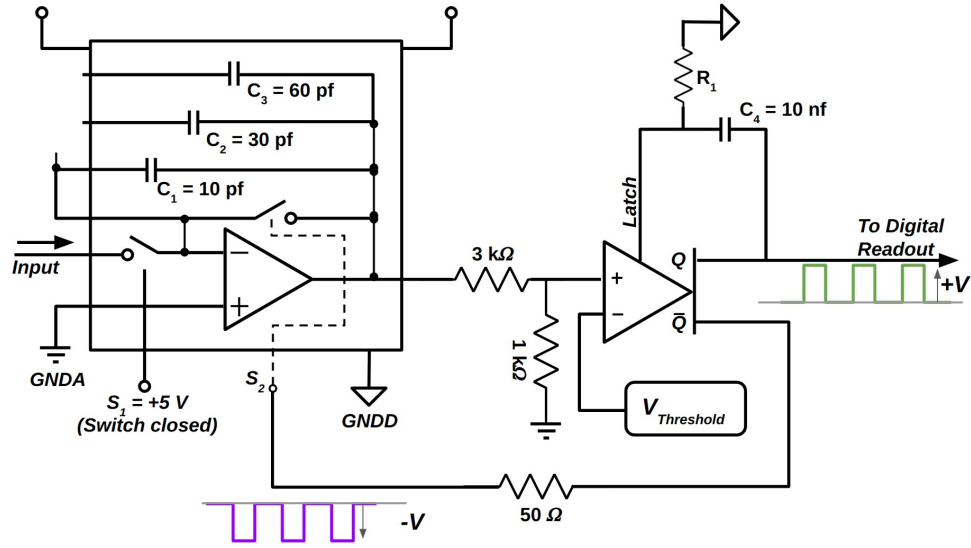 C3 = 60 pf
C2 = 30 pf
C1 = 10 pf
Input
−
+
GNDA
S1 = +5 V
(Switch closed)
S2
GNDD
3 kΩ
1 kΩ
R1
C4 = 10 nf
Latch
+
−
Q
Q̅
To Digital
Readout
+V
VThreshold
50 Ω
-V